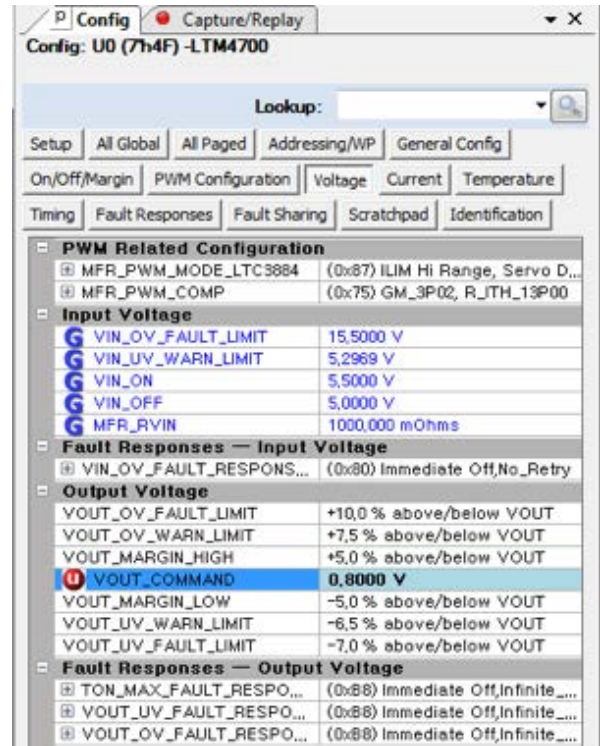 Config Capture/Replay
Config: U0 (7'h4F) -LTM4700
Lookup:
Setup All Global All Paged Addressing/WP General Config
On/Off/Margin PWM Configuration Voltage Current Temperature
Timing Fault Responses Fault Sharing Scratchpad Identification
PWM Related Configuration
MFR_PWM_MODE_LTC3884 (0x87) ILIM Hi Range, Servo D...
MFR_PWM_COMP (0x75) GM_3P02, R_ITH_13P00
Input Voltage
G VIN_OV_FAULT_LIMIT 15,5000 V
G VIN_UV_WARN_LIMIT 5,2969 V
G VIN_ON 5,5000 V
G VIN_OFF 5,0000 V
G MFR_RVIN 1000,000 mOhms
Fault Responses — Input Voltage
VIN_OV_FAULT_RESPONS... (0x80) Immediate Off,No_Retry
Output Voltage
VOUT_OV_FAULT_LIMIT +10,0 % above/below VOUT
VOUT_OV_WARN_LIMIT +7,5 % above/below VOUT
VOUT_MARGIN_HIGH +5,0 % above/below VOUT
U VOUT_COMMAND 0,8000 V
VOUT_MARGIN_LOW -5,0 % above/below VOUT
VOUT_UV_WARN_LIMIT -6,5 % above/below VOUT
VOUT_UV_FAULT_LIMIT -7,0 % above/below VOUT
Fault Responses — Output Voltage
TON_MAX_FAULT_RESPO... (0xB8) Immediate Off,Infinite_...
VOUT_UV_FAULT_RESPO... (0xB8) Immediate Off,Infinite_...
VOUT_OV_FAULT_RESPO... (0xB8) Immediate Off,Infinite_...